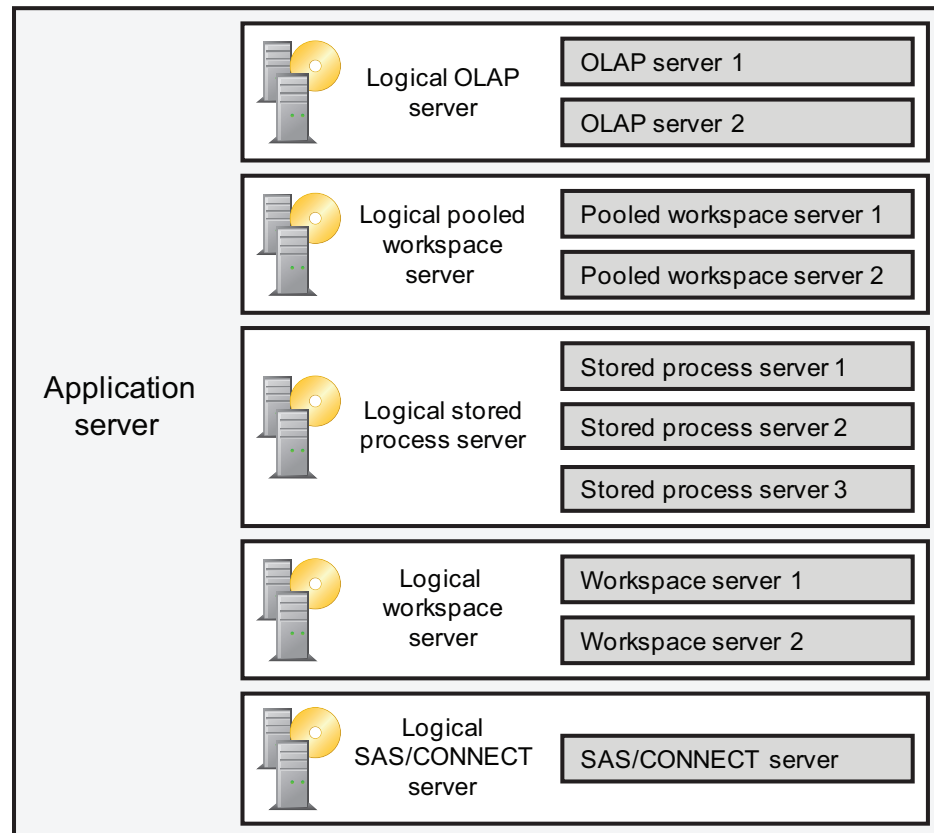 Application
server
Logical OLAP
server
OLAP server 1
OLAP server 2
Logical pooled
workspace
server
Pooled workspace server 1
Pooled workspace server 2
Logical stored
process server
Stored process server 1
Stored process server 2
Stored process server 3
Logical
workspace
server
Workspace server 1
Workspace server 2
Logical
SAS/CONNECT
server
SAS/CONNECT server